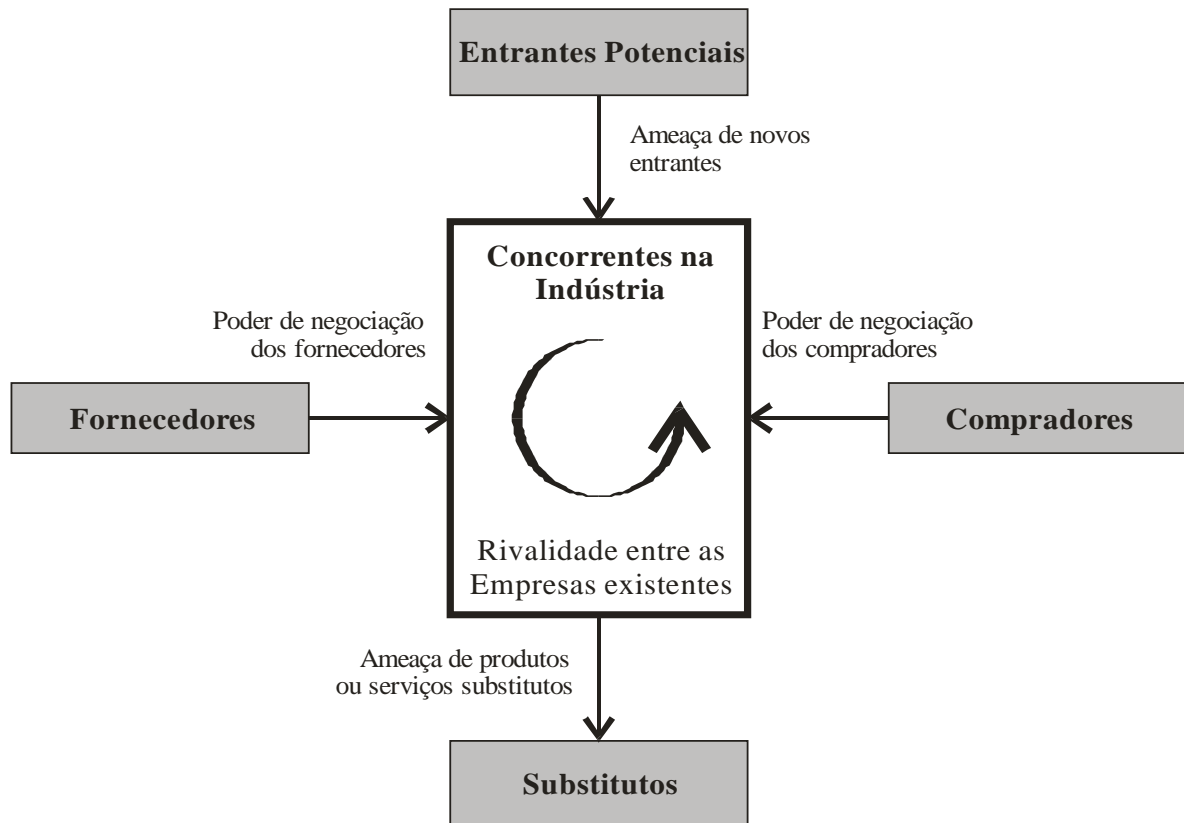 Entrantes Potenciais
Ameaça de novos
entrantes
Concorrentes na
Indústria
Poder de negociação
dos fornecedores
Poder de negociação
dos compradores
Fornecedores
Compradores
Rivalidade entre as
Empresas existentes
Ameaça de produtos
ou serviços substitutos
Substitutos